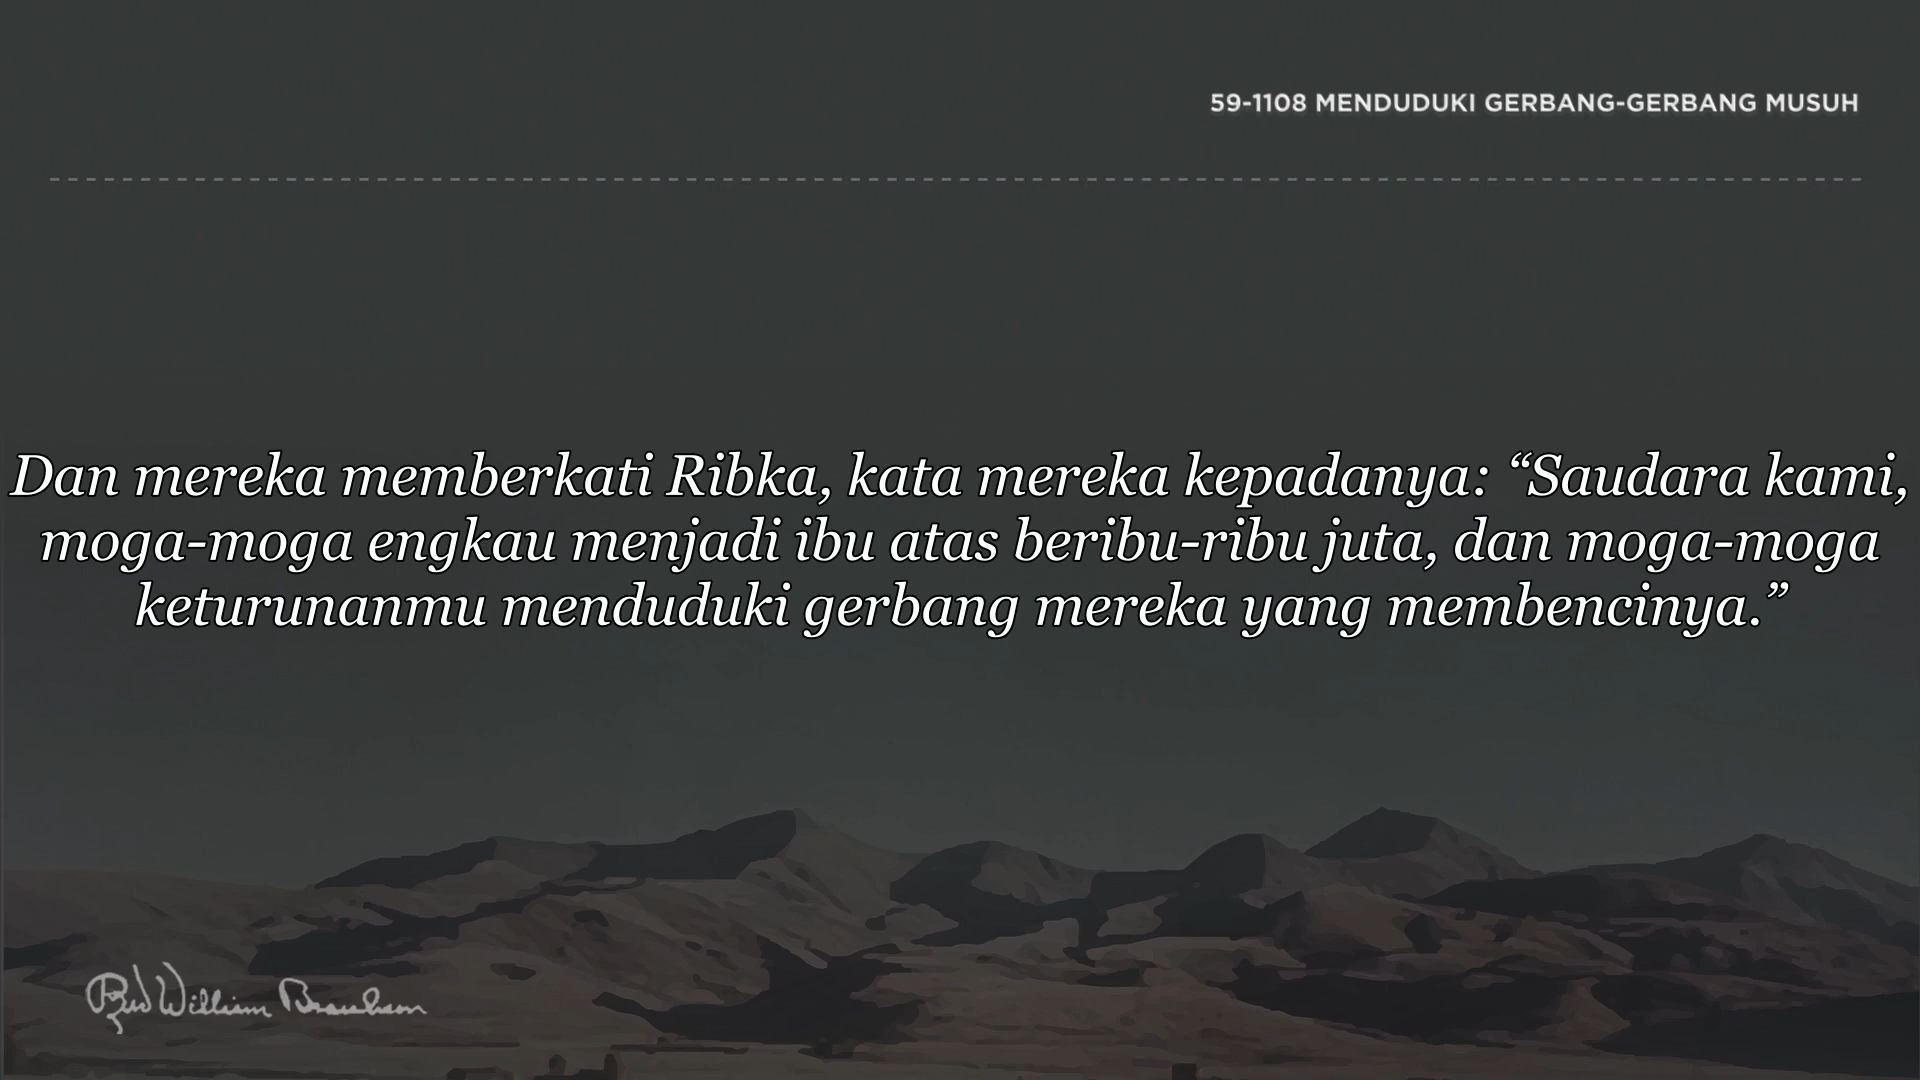 59-1108 MENDUDUKI GERBANG-GERBANG MUSUH
Dan mereka memberkati Ribka, kata mereka kepadanya: “Saudara kami,
moga-moga engkau menjadi ibu atas beribu-ribu juta, dan moga-moga
keturunanmu menduduki gerbang mereka yang membencinya.”
Rev William Branham